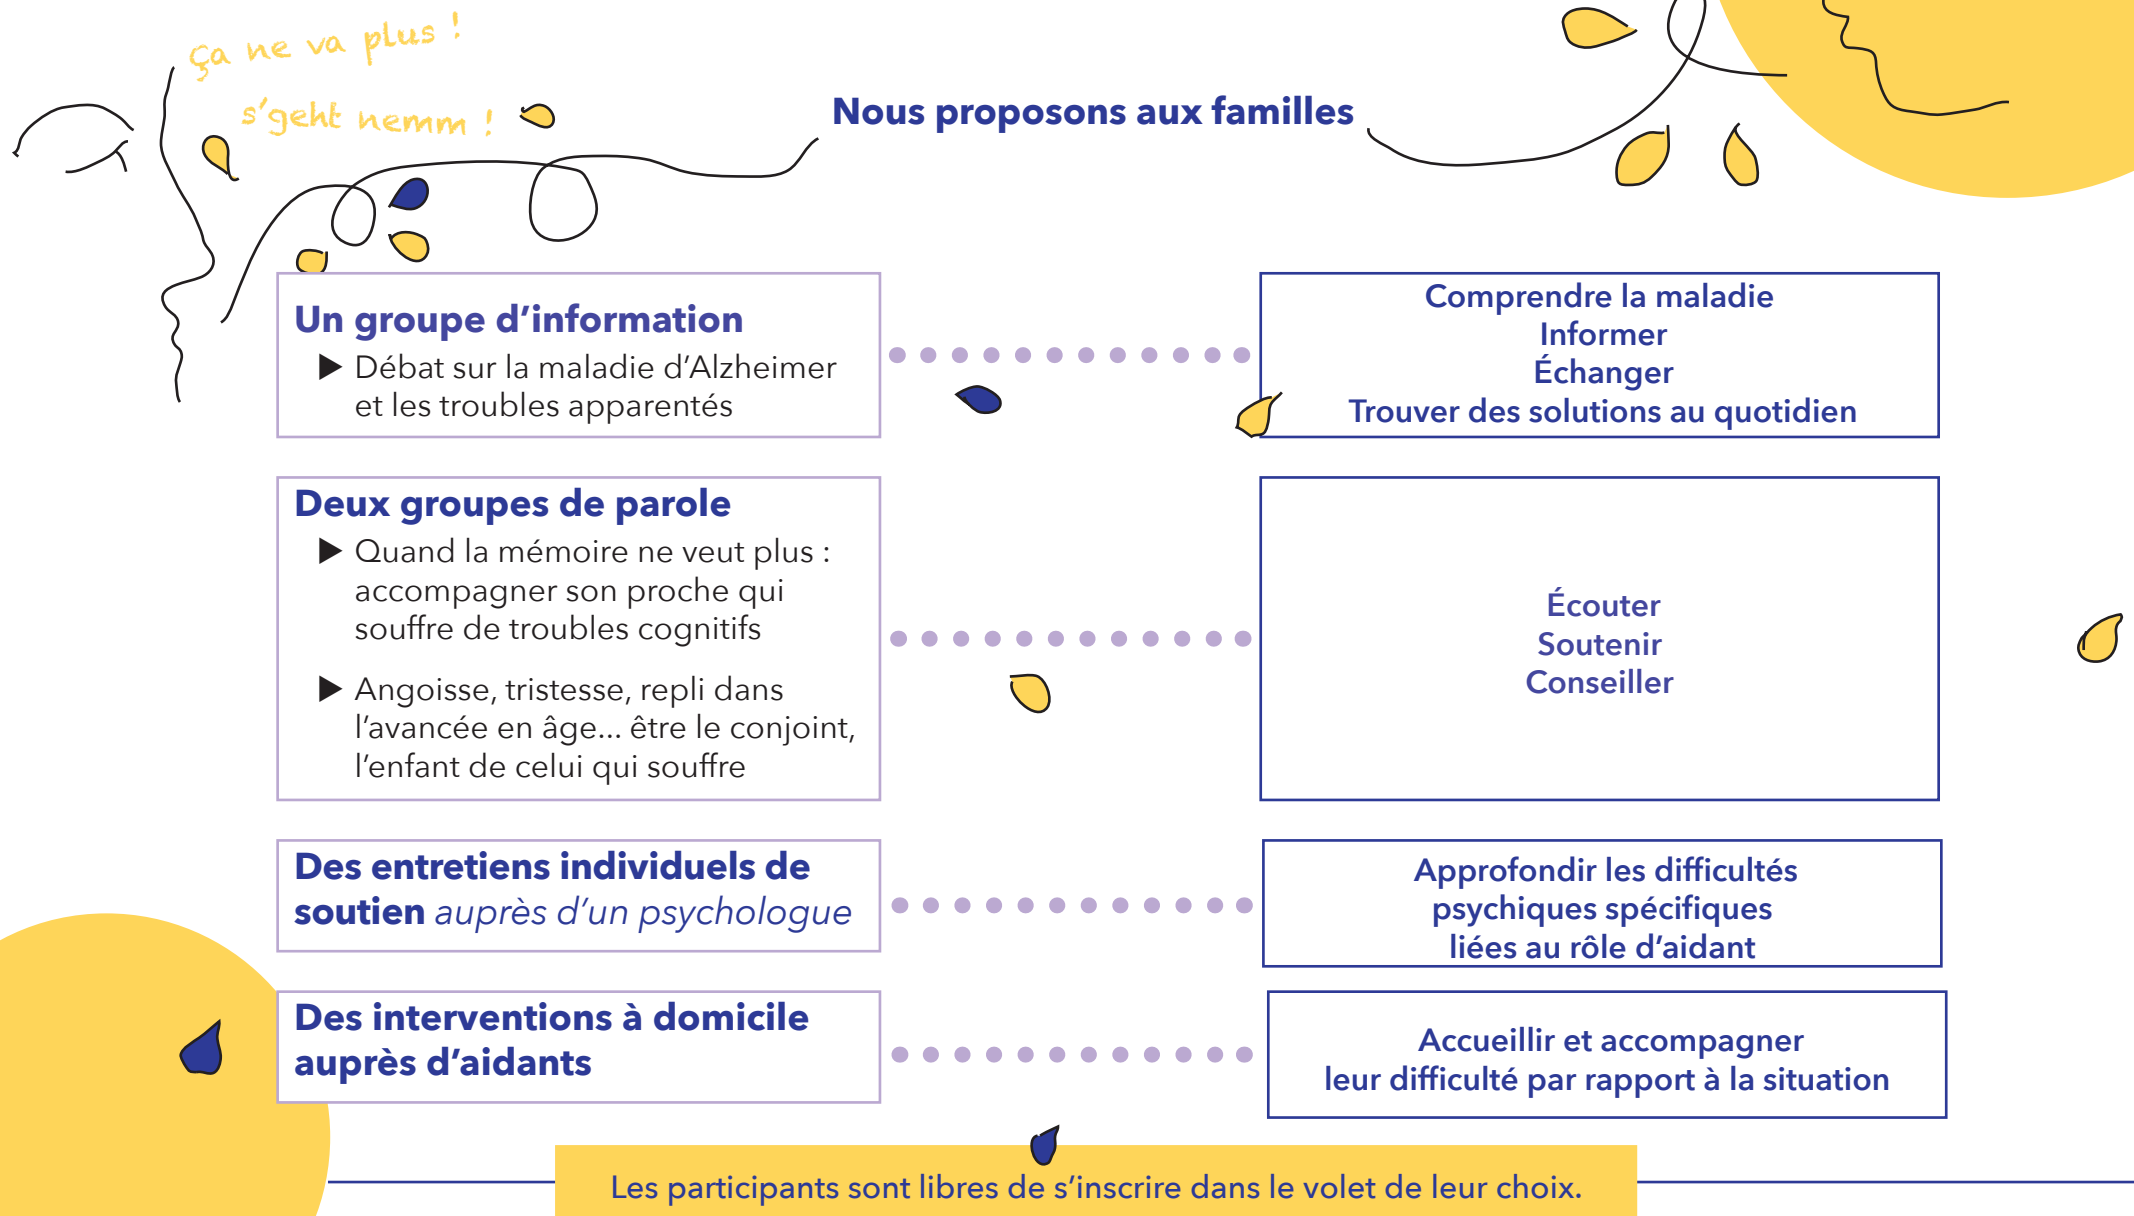 ça ne va plus !
s'geht nemm !
Nous proposons aux familles
Un groupe d'information
▶ Débat sur la maladie d'Alzheimer
et les troubles apparentés
Comprendre la maladie
Informer
Échanger
Trouver des solutions au quotidien
Deux groupes de parole
▶ Quand la mémoire ne veut plus :
accompagner son proche qui
souffre de troubles cognitifs
▶ Angoisse, tristesse, repli dans
l'avancée en âge... être le conjoint,
l'enfant de celui qui souffre
Écouter
Soutenir
Conseiller
Des entretiens individuels de
soutien auprès d'un psychologue
Approfondir les difficultés
psychiques spécifiques
liées au rôle d'aidant
Des interventions à domicile
auprès d'aidants
Accueillir et accompagner
leur difficulté par rapport à la situation
Les participants sont libres de s'inscrire dans le volet de leur choix.